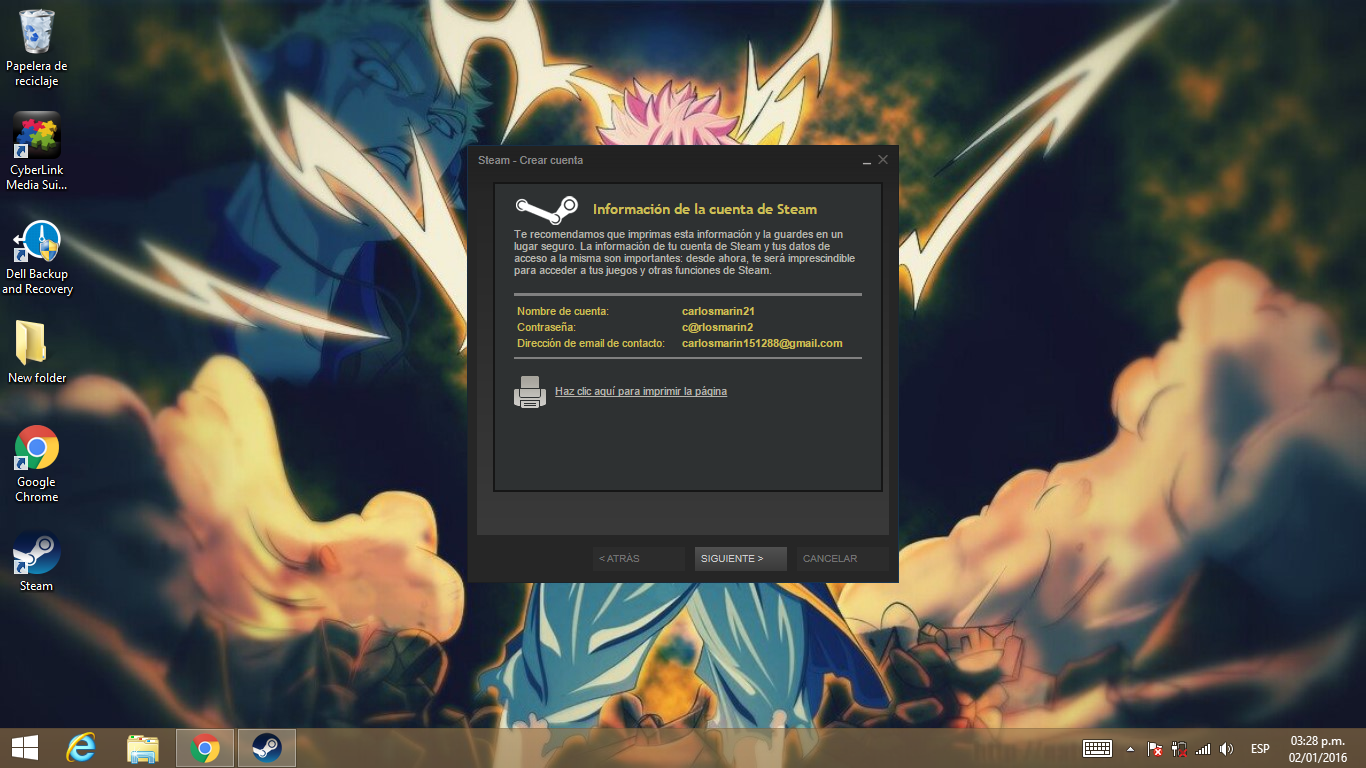 Papelera de
reciclaje
CyberLink
Media Sui...
Dell Backup
and Recovery
New folder
Google
Chrome
Steam
Steam - Crear cuenta
Información de la cuenta de Steam
Te recomendamos que imprimas esta información y la guardes en un
lugar seguro. La información de tu cuenta de Steam y tus datos de
acceso a la misma son importantes: desde ahora, te será imprescindible
para acceder a tus juegos y otras funciones de Steam.
Nombre de cuenta: carlosmarin21
Contraseña: c@rlosmarin2
Dirección de email de contacto: carlosmarin151288@gmail.com
Haz clic aquí para imprimir la página
< ATRÁS SIGUIENTE > CANCELAR
ESP
03:28 p.m.
02/01/2016